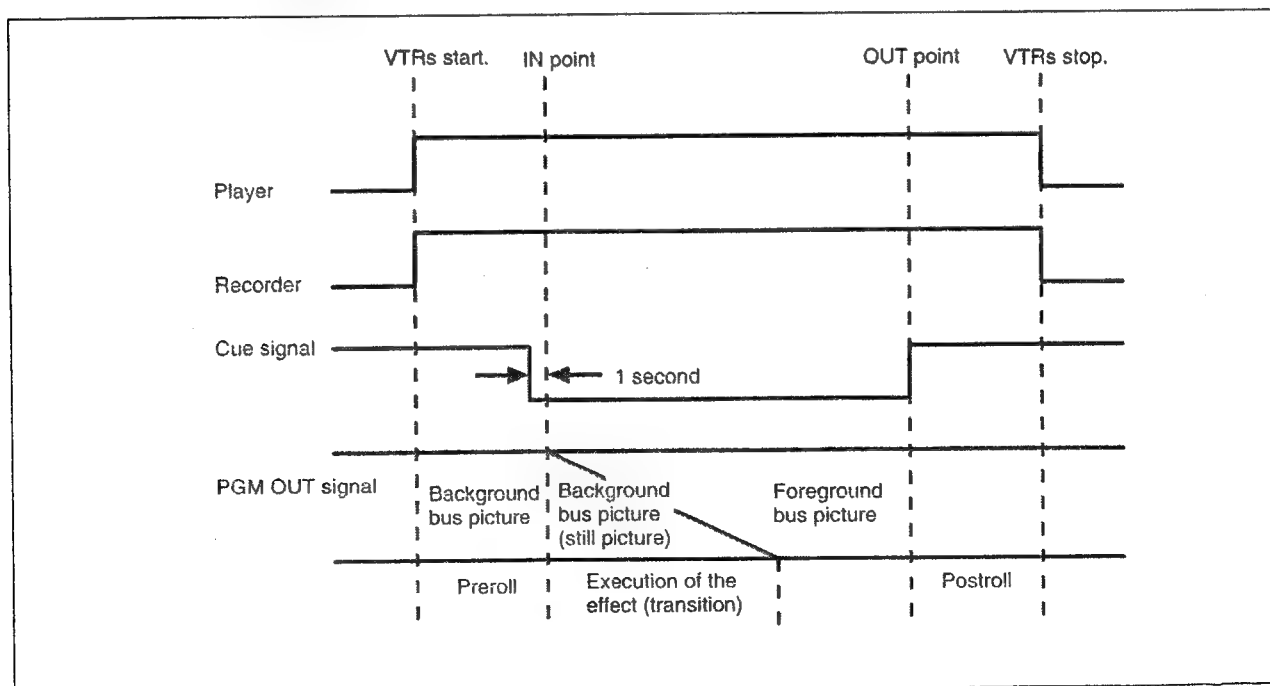 VTRs start. IN point OUT point VTRs stop.
Player
Recorder
Cue signal
1 second
PGM OUT signal
Background bus picture
Background bus picture (still picture)
Foreground bus picture
Preroll
Execution of the effect (transition)
Postroll